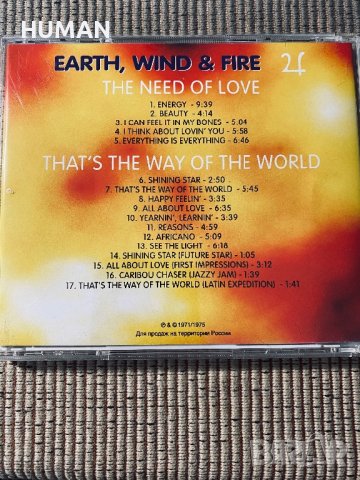 HUMAN
EARTH, WIND & FIRE
THE NEED OF LOVE
1. ENERGY - 9:39
2. BEAUTY - 4:14
3. I CAN FEEL IT IN MY BONES - 5.04
4. I THINK ABOUT LOVIN' YOU - 5:58
5. EVERYTHING IS EVERYTHING - 6:46
THAT'S THE WAY OF THE WORLD
6. SHINING STAR - 2:50
7. THAT'S THE WAY OF THE WORLD - 5:45
8. HAPPY FEELIN' - 3:35
9. ALL ABOUT LOVE - 6:35
10. YEARNIN', LEARNIN' - 3:39
11. REASONS - 4:59
12. AFRICANO - 5:09
13. SEE THE LIGHT - 6:18
14. SHINING STAR (FUTURE STAR) - 1:05
15. ALL ABOUT LOVE (FIRST IMPRESSIONS) - 3:12
16. CARIBOU CHASER (JAZZY JAM) - 1.39
17. THAT'S THE WAY OF THE WORLD (LATIN EXPEDITION) - 1:41
℗ & © 1971/1975
Для продаж на территории России.